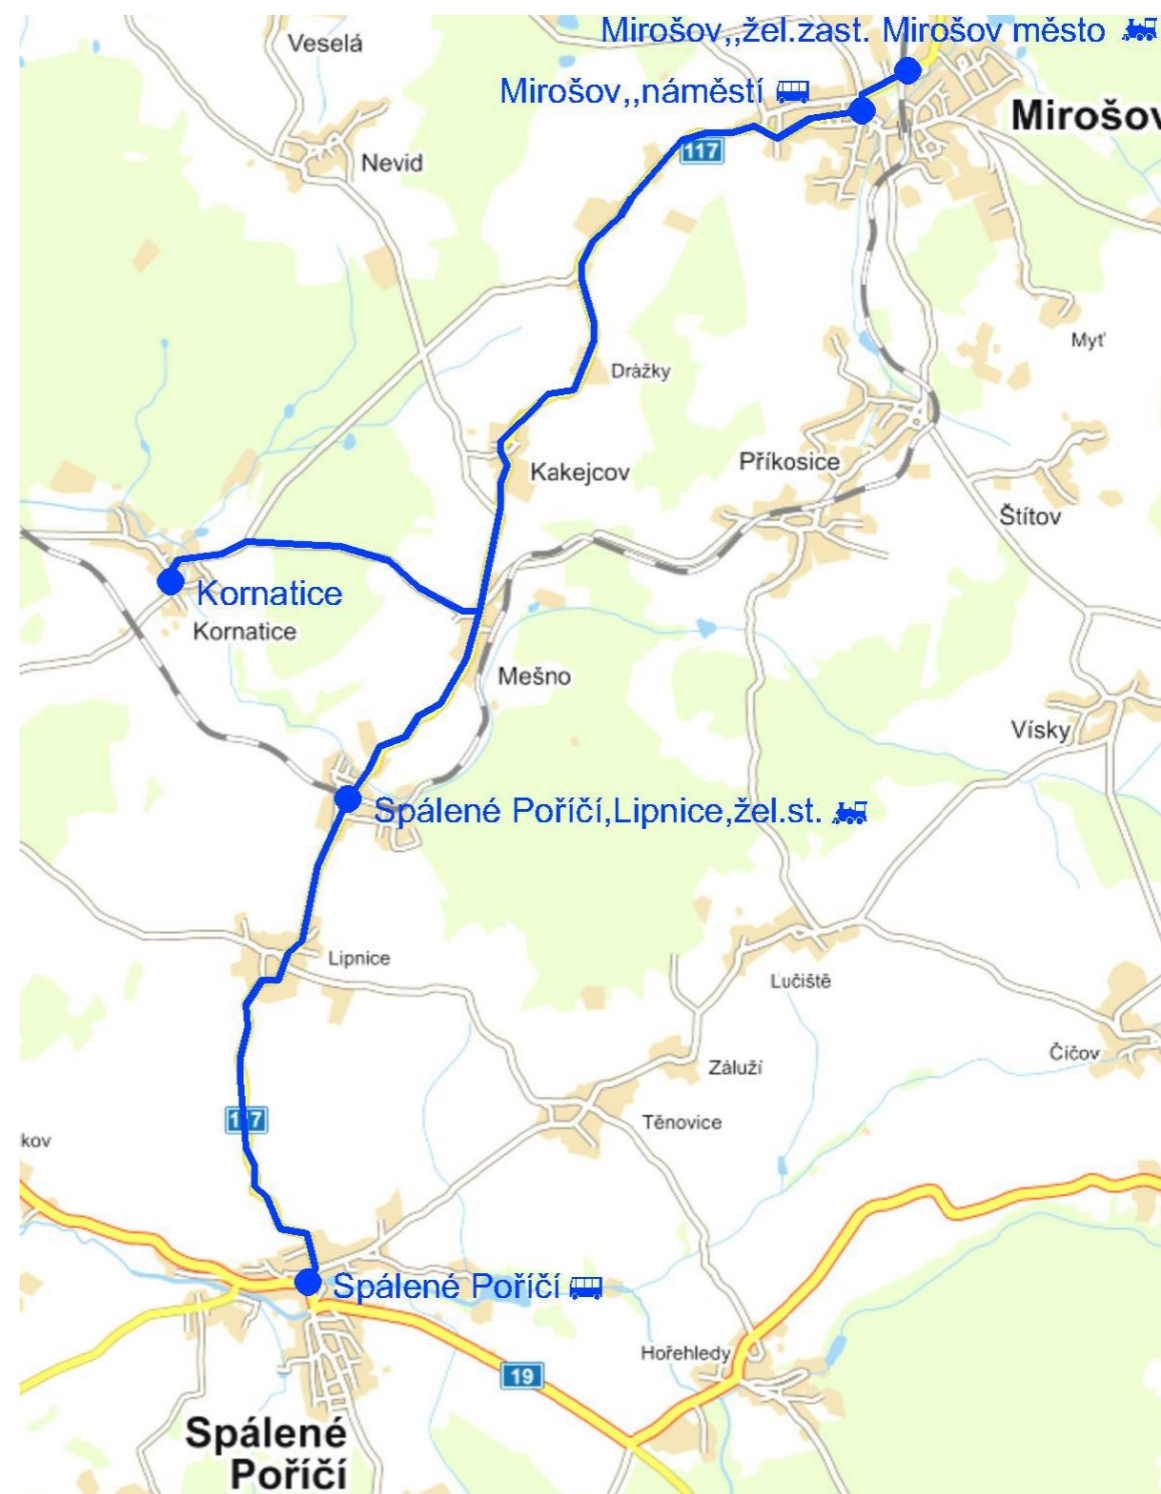 Mirošov,,žel.zast. Mirošov město
Veselá
Mirošov,,náměstí
Mirošov
117
Nevid
Myť
Drážky
Příkosice
Kakejcov
Štítov
Kornatice
Kornatice
Mešno
Vísky
Spálené Poříčí,Lipnice,žel.st.
Lipnice
Lučiště
Číčov
Záluží
117
Těnovice
kov
Spálené Poříčí
Hořehledy
19
Spálené
Poříčí